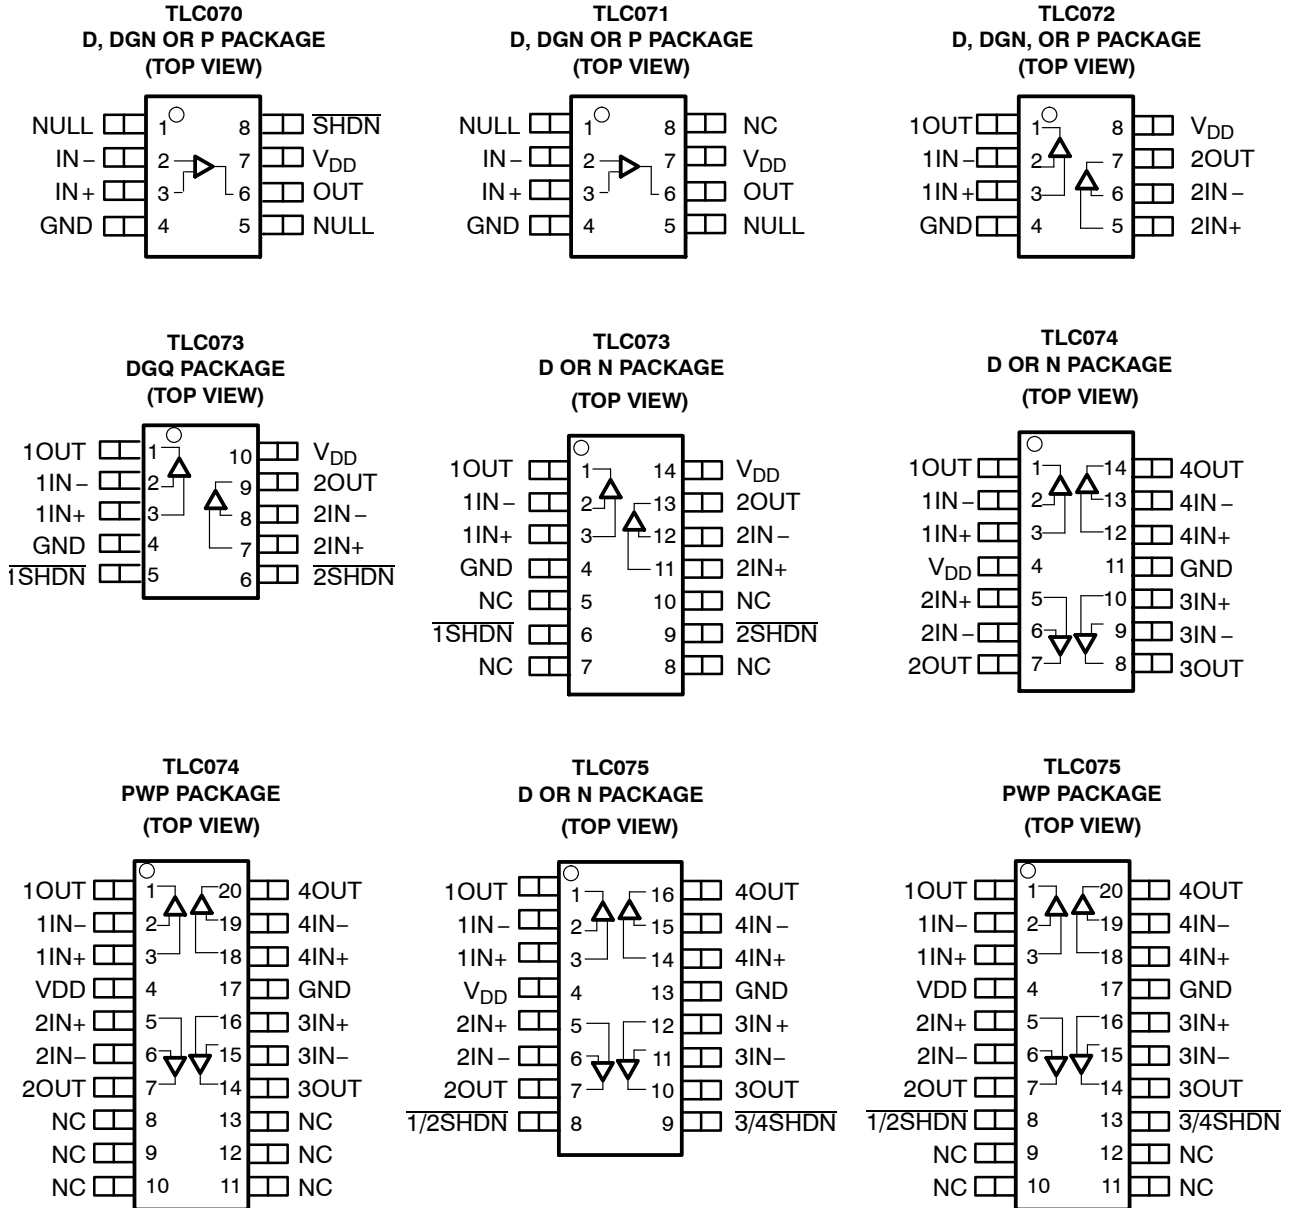 TLC070
D, DGN OR P PACKAGE
(TOP VIEW)
NULL 1 8 SHDN
IN− 2 7 VDD
IN+ 3 6 OUT
GND 4 5 NULL
TLC071
D, DGN OR P PACKAGE
(TOP VIEW)
NULL 1 8 NC
IN− 2 7 VDD
IN+ 3 6 OUT
GND 4 5 NULL
TLC072
D, DGN, OR P PACKAGE
(TOP VIEW)
1OUT 1 8 VDD
1IN− 2 7 2OUT
1IN+ 3 6 2IN−
GND 4 5 2IN+
TLC073
DGQ PACKAGE
(TOP VIEW)
1OUT 1 10 VDD
1IN− 2 9 2OUT
1IN+ 3 8 2IN−
GND 4 7 2IN+
1SHDN 5 6 2SHDN
TLC073
D OR N PACKAGE
(TOP VIEW)
1OUT 1 14 VDD
1IN− 2 13 2OUT
1IN+ 3 12 2IN−
GND 4 11 2IN+
NC 5 10 NC
1SHDN 6 9 2SHDN
NC 7 8 NC
TLC074
D OR N PACKAGE
(TOP VIEW)
1OUT 1 14 4OUT
1IN− 2 13 4IN−
1IN+ 3 12 4IN+
VDD 4 11 GND
2IN+ 5 10 3IN+
2IN− 6 9 3IN−
2OUT 7 8 3OUT
TLC074
PWP PACKAGE
(TOP VIEW)
1OUT 1 20 4OUT
1IN− 2 19 4IN−
1IN+ 3 18 4IN+
VDD 4 17 GND
2IN+ 5 16 3IN+
2IN− 6 15 3IN−
2OUT 7 14 3OUT
NC 8 13 NC
NC 9 12 NC
NC 10 11 NC
TLC075
D OR N PACKAGE
(TOP VIEW)
1OUT 1 16 4OUT
1IN− 2 15 4IN−
1IN+ 3 14 4IN+
VDD 4 13 GND
2IN+ 5 12 3IN+
2IN− 6 11 3IN−
2OUT 7 10 3OUT
1/2SHDN 8 9 3/4SHDN
TLC075
PWP PACKAGE
(TOP VIEW)
1OUT 1 20 4OUT
1IN− 2 19 4IN−
1IN+ 3 18 4IN+
VDD 4 17 GND
2IN+ 5 16 3IN+
2IN− 6 15 3IN−
2OUT 7 14 3OUT
1/2SHDN 8 13 3/4SHDN
NC 9 12 NC
NC 10 11 NC